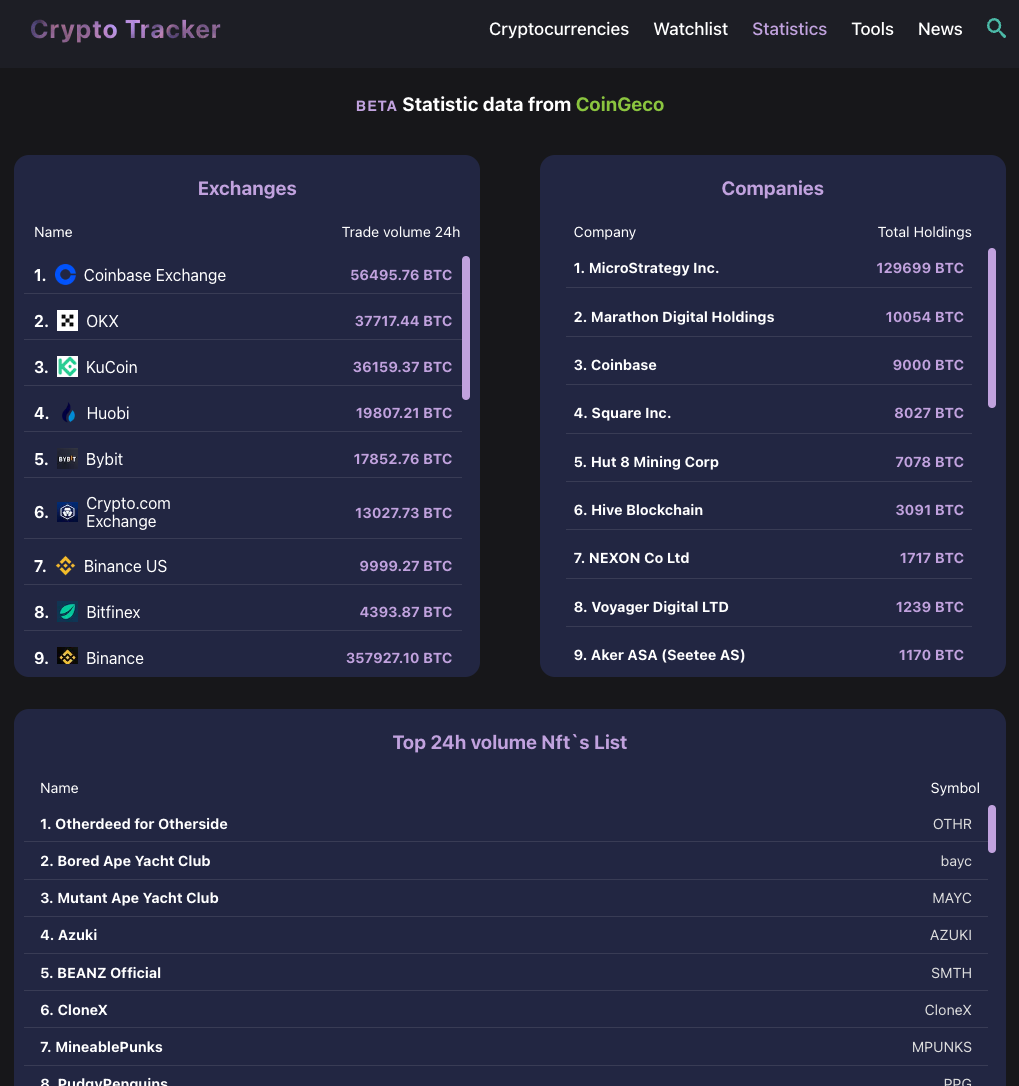 Crypto Tracker Cryptocurrencies Watchlist Statistics Tools News
BETA Statistic data from CoinGeco
Exchanges
Name Trade volume 24h
1. Coinbase Exchange 56495.76 BTC
2. OKX 37717.44 BTC
3. KuCoin 36159.37 BTC
4. Huobi 19807.21 BTC
5. BYBIT Bybit 17852.76 BTC
6. Crypto.com
Exchange 13027.73 BTC
7. Binance US 9999.27 BTC
8. Bitfinex 4393.87 BTC
9. Binance 357927.10 BTC
Companies
Company Total Holdings
1. MicroStrategy Inc. 129699 BTC
2. Marathon Digital Holdings 10054 BTC
3. Coinbase 9000 BTC
4. Square Inc. 8027 BTC
5. Hut 8 Mining Corp 7078 BTC
6. Hive Blockchain 3091 BTC
7. NEXON Co Ltd 1717 BTC
8. Voyager Digital LTD 1239 BTC
9. Aker ASA (Seetee AS) 1170 BTC
Top 24h volume Nft`s List
Name Symbol
1. Otherdeed for Otherside OTHR
2. Bored Ape Yacht Club bayc
3. Mutant Ape Yacht Club MAYC
4. Azuki AZUKI
5. BEANZ Official SMTH
6. CloneX CloneX
7. MineablePunks MPUNKS
8. PudgyPenguins PPG